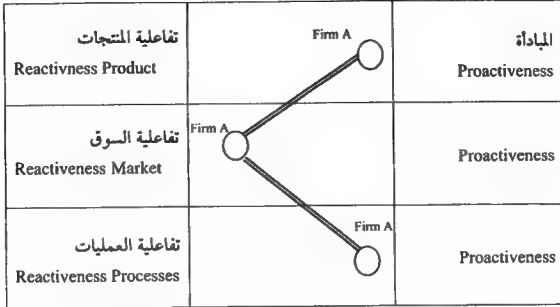 تفاعلية المنتجات
Reactivness Product
Firm A
المبادأة
Proactiveness
تفاعلية السوق
Reactiveness Market
Firm A
Proactiveness
تفاعلية العمليات
Reactiveness Processes
Firm A
Proactiveness